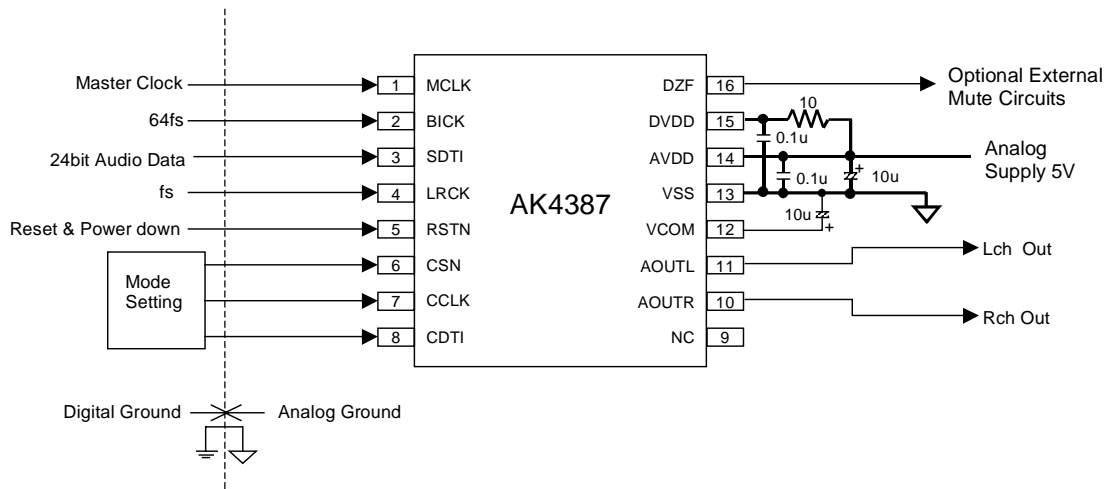 Master Clock
64fs
24bit Audio Data
fs
Reset & Power down
Mode
Setting
1
2
3
4
5
6
7
8
MCLK
BICK
SDTI
LRCK
RSTN
CSN
CCLK
CDTI
AK4387
DZF
DVDD
AVDD
VSS
VCOM
AOUTL
AOUTR
NC
16
15
14
13
12
11
10
9
10
0.1u
0.1u
+
10u
10u
+
Optional External
Mute Circuits
Analog
Supply 5V
Lch Out
Rch Out
Digital Ground
Analog Ground